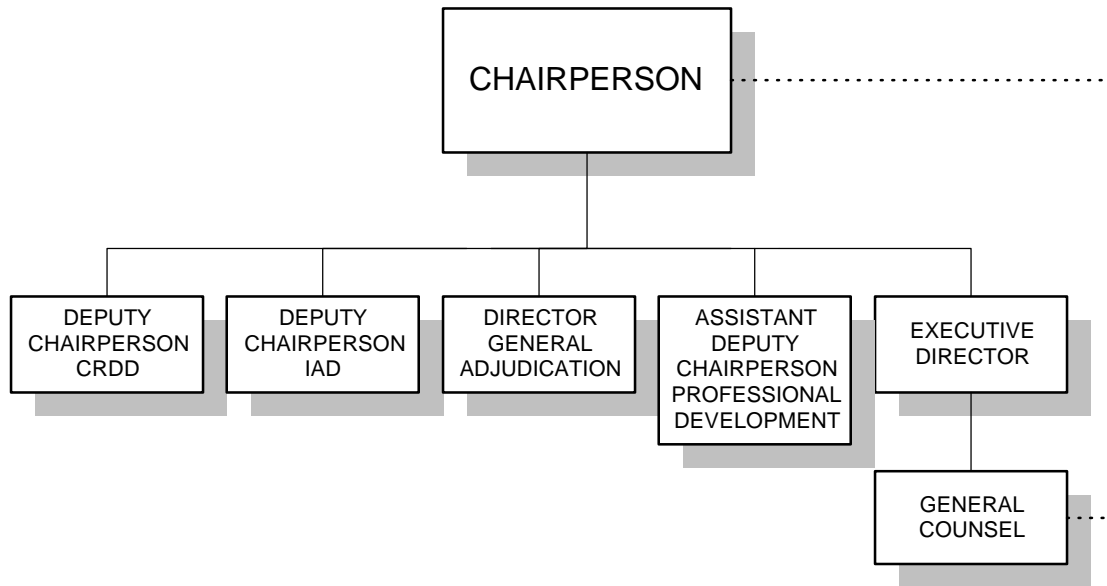 CHAIRPERSON
DEPUTY
CHAIRPERSON
CRDD
DEPUTY
CHAIRPERSON
IAD
DIRECTOR
GENERAL
ADJUDICATION
ASSISTANT
DEPUTY
CHAIRPERSON
PROFESSIONAL
DEVELOPMENT
EXECUTIVE
DIRECTOR
GENERAL
COUNSEL